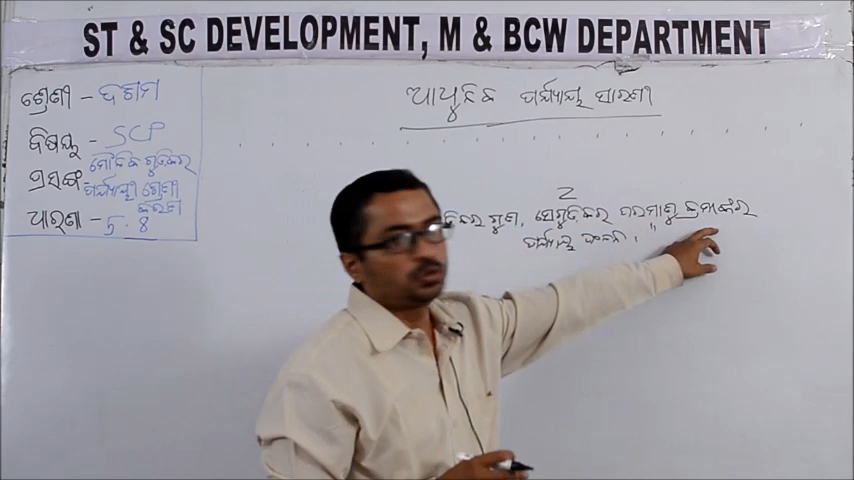 ST & SC DEVELOPMENT, M & BCW DEPARTMENT
ଶ୍ରେଣୀ - ଦଶମ
ବିଷୟ - SCP
ପ୍ରସଙ୍ଗ- ମୌଳିକ ଗୁଡ଼ିକର
ପର୍ଯ୍ୟାୟୀ ଶ୍ରେଣୀ
କରଣ
ଧାରଣା - 5.8
ଆଧୁନିକ ପର୍ଯ୍ୟାୟ ସାରଣୀ
Z
ଗୁଣ, ସେଗୁଡ଼ିକର ପରମାଣୁ କ୍ରମାଙ୍କର
ପର୍ଯ୍ୟାୟ ଫଳନ ।"